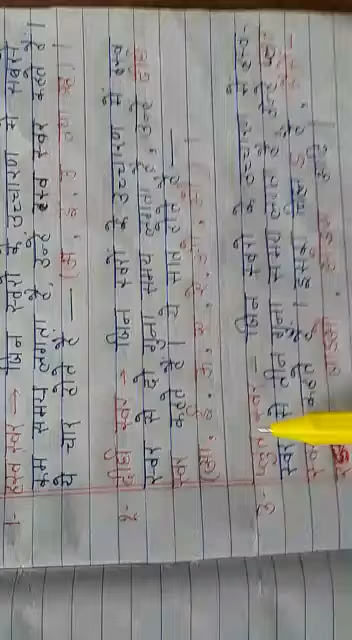 1- ह्रस्व स्वर → जिन स्वरों के उच्चारण में सबसे
कम समय लगता है, उन्हें ह्रस्व स्वर कहते हैं।
ये चार होते हैं — (अ, इ, उ, ऋ)
2- दीर्घ स्वर → जिन स्वरों के उच्चारण में ह्रस्व
स्वर से दो गुना समय लगता है, उन्हें दीर्घ
स्वर कहते हैं। ये सात होते हैं —
(आ, ई, ऊ, ए, ऐ, ओ, औ)
3- प्लुत स्वर – जिन स्वरों के उच्चारण में ह्रस्व
स्वर से तीन गुना समय लगता है, उन्हें प्लुत
स्वर कहते हैं। इसका चिह्न ऽ है,